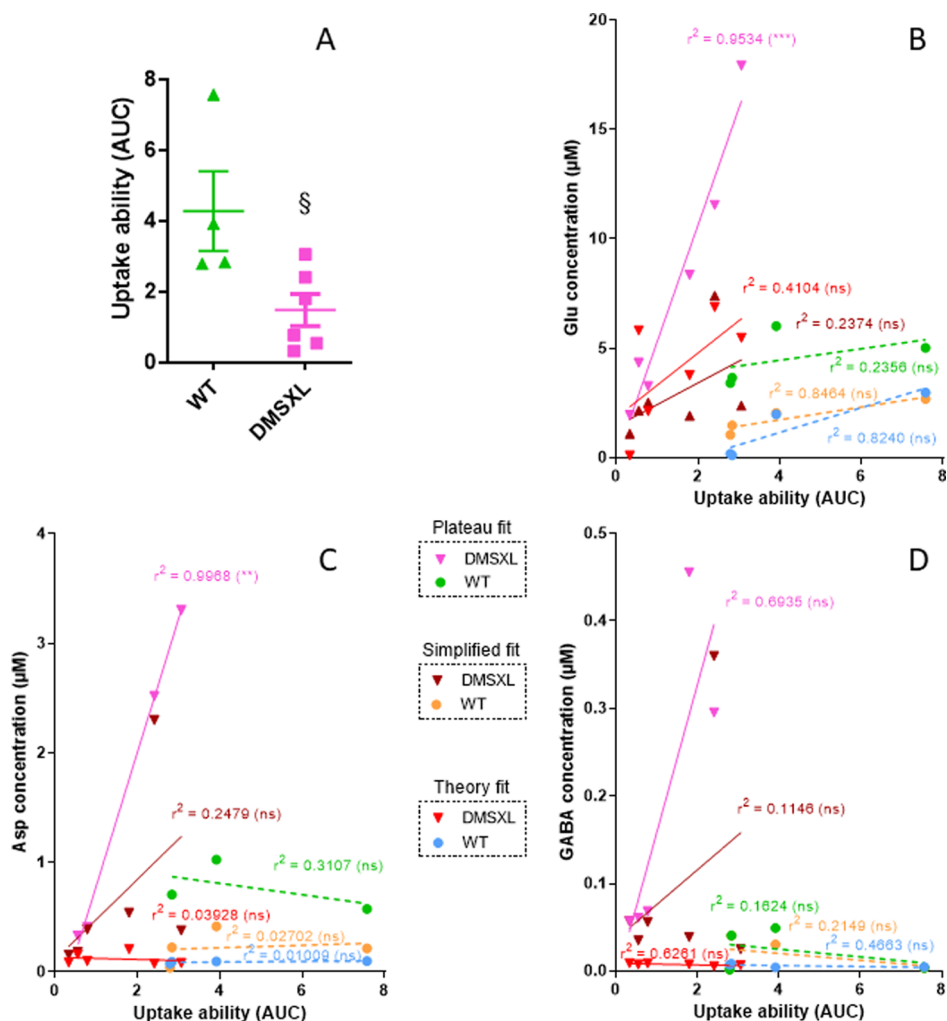 A
Uptake ability (AUC)
8
6
4
2
0
§
WT
DMSXL
B
Glu concentration (µM)
20
15
10
5
0
r² = 0.9534 (***)
r² = 0.4104 (ns)
r² = 0.2374 (ns)
r² = 0.2356 (ns)
r² = 0.8464 (ns)
r² = 0.8240 (ns)
0 2 4 6 8
Uptake ability (AUC)
C
Asp concentration (µM)
4
3
2
1
0
r² = 0.9968 (**)
r² = 0.2479 (ns)
r² = 0.3107 (ns)
r² = 0.03928 (ns)
r² = 0.02702 (ns)
r² = 0.01009 (ns)
0 2 4 6 8
Uptake ability (AUC)
Plateau fit
DMSXL
WT
Simplified fit
DMSXL
WT
Theory fit
DMSXL
WT
D
GABA concentration (µM)
0.5
0.4
0.3
0.2
0.1
0.0
r² = 0.6935 (ns)
r² = 0.1146 (ns)
r² = 0.1624 (ns)
r² = 0.2149 (ns)
r² = 0.6261 (ns)
r² = 0.4663 (ns)
0 2 4 6 8
Uptake ability (AUC)